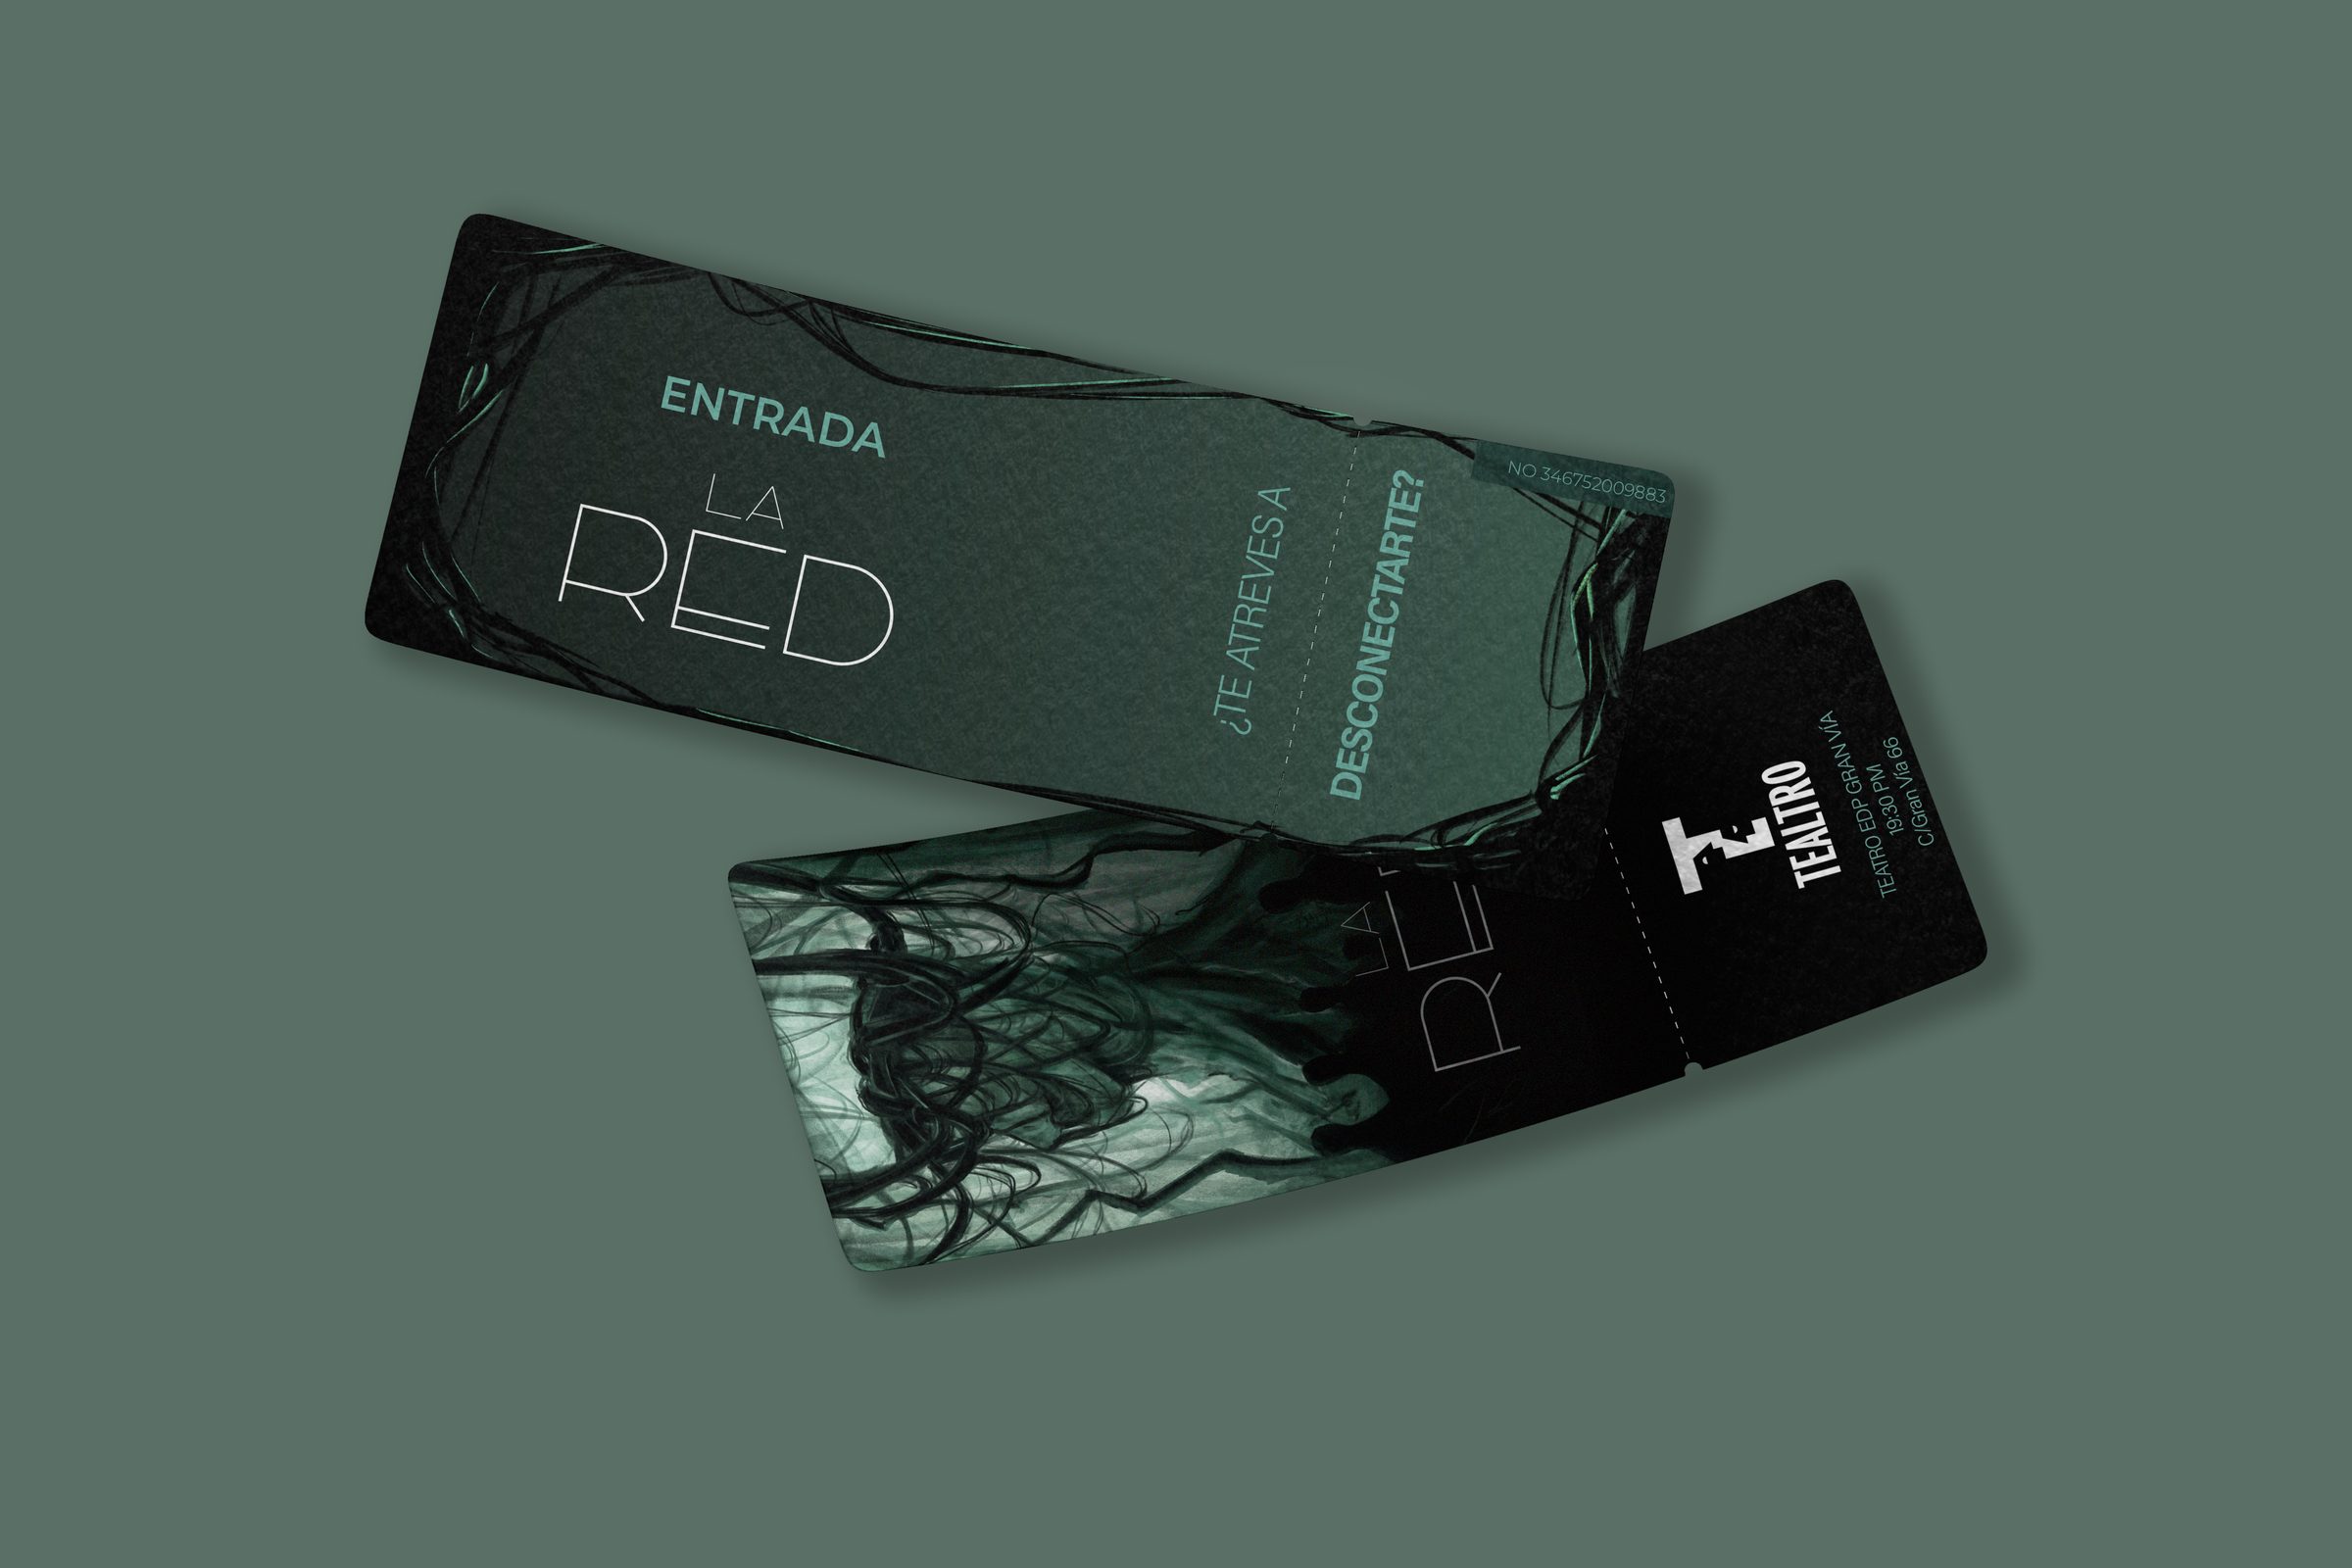 ENTRADA
LA
RED
¿TE ATREVES A
DESCONECTARTE?
NO 346752009883
LA
RE
TEALTRO
TEATRO EDP GRAN VÍA
19:30 PM
C/Gran Vía 66